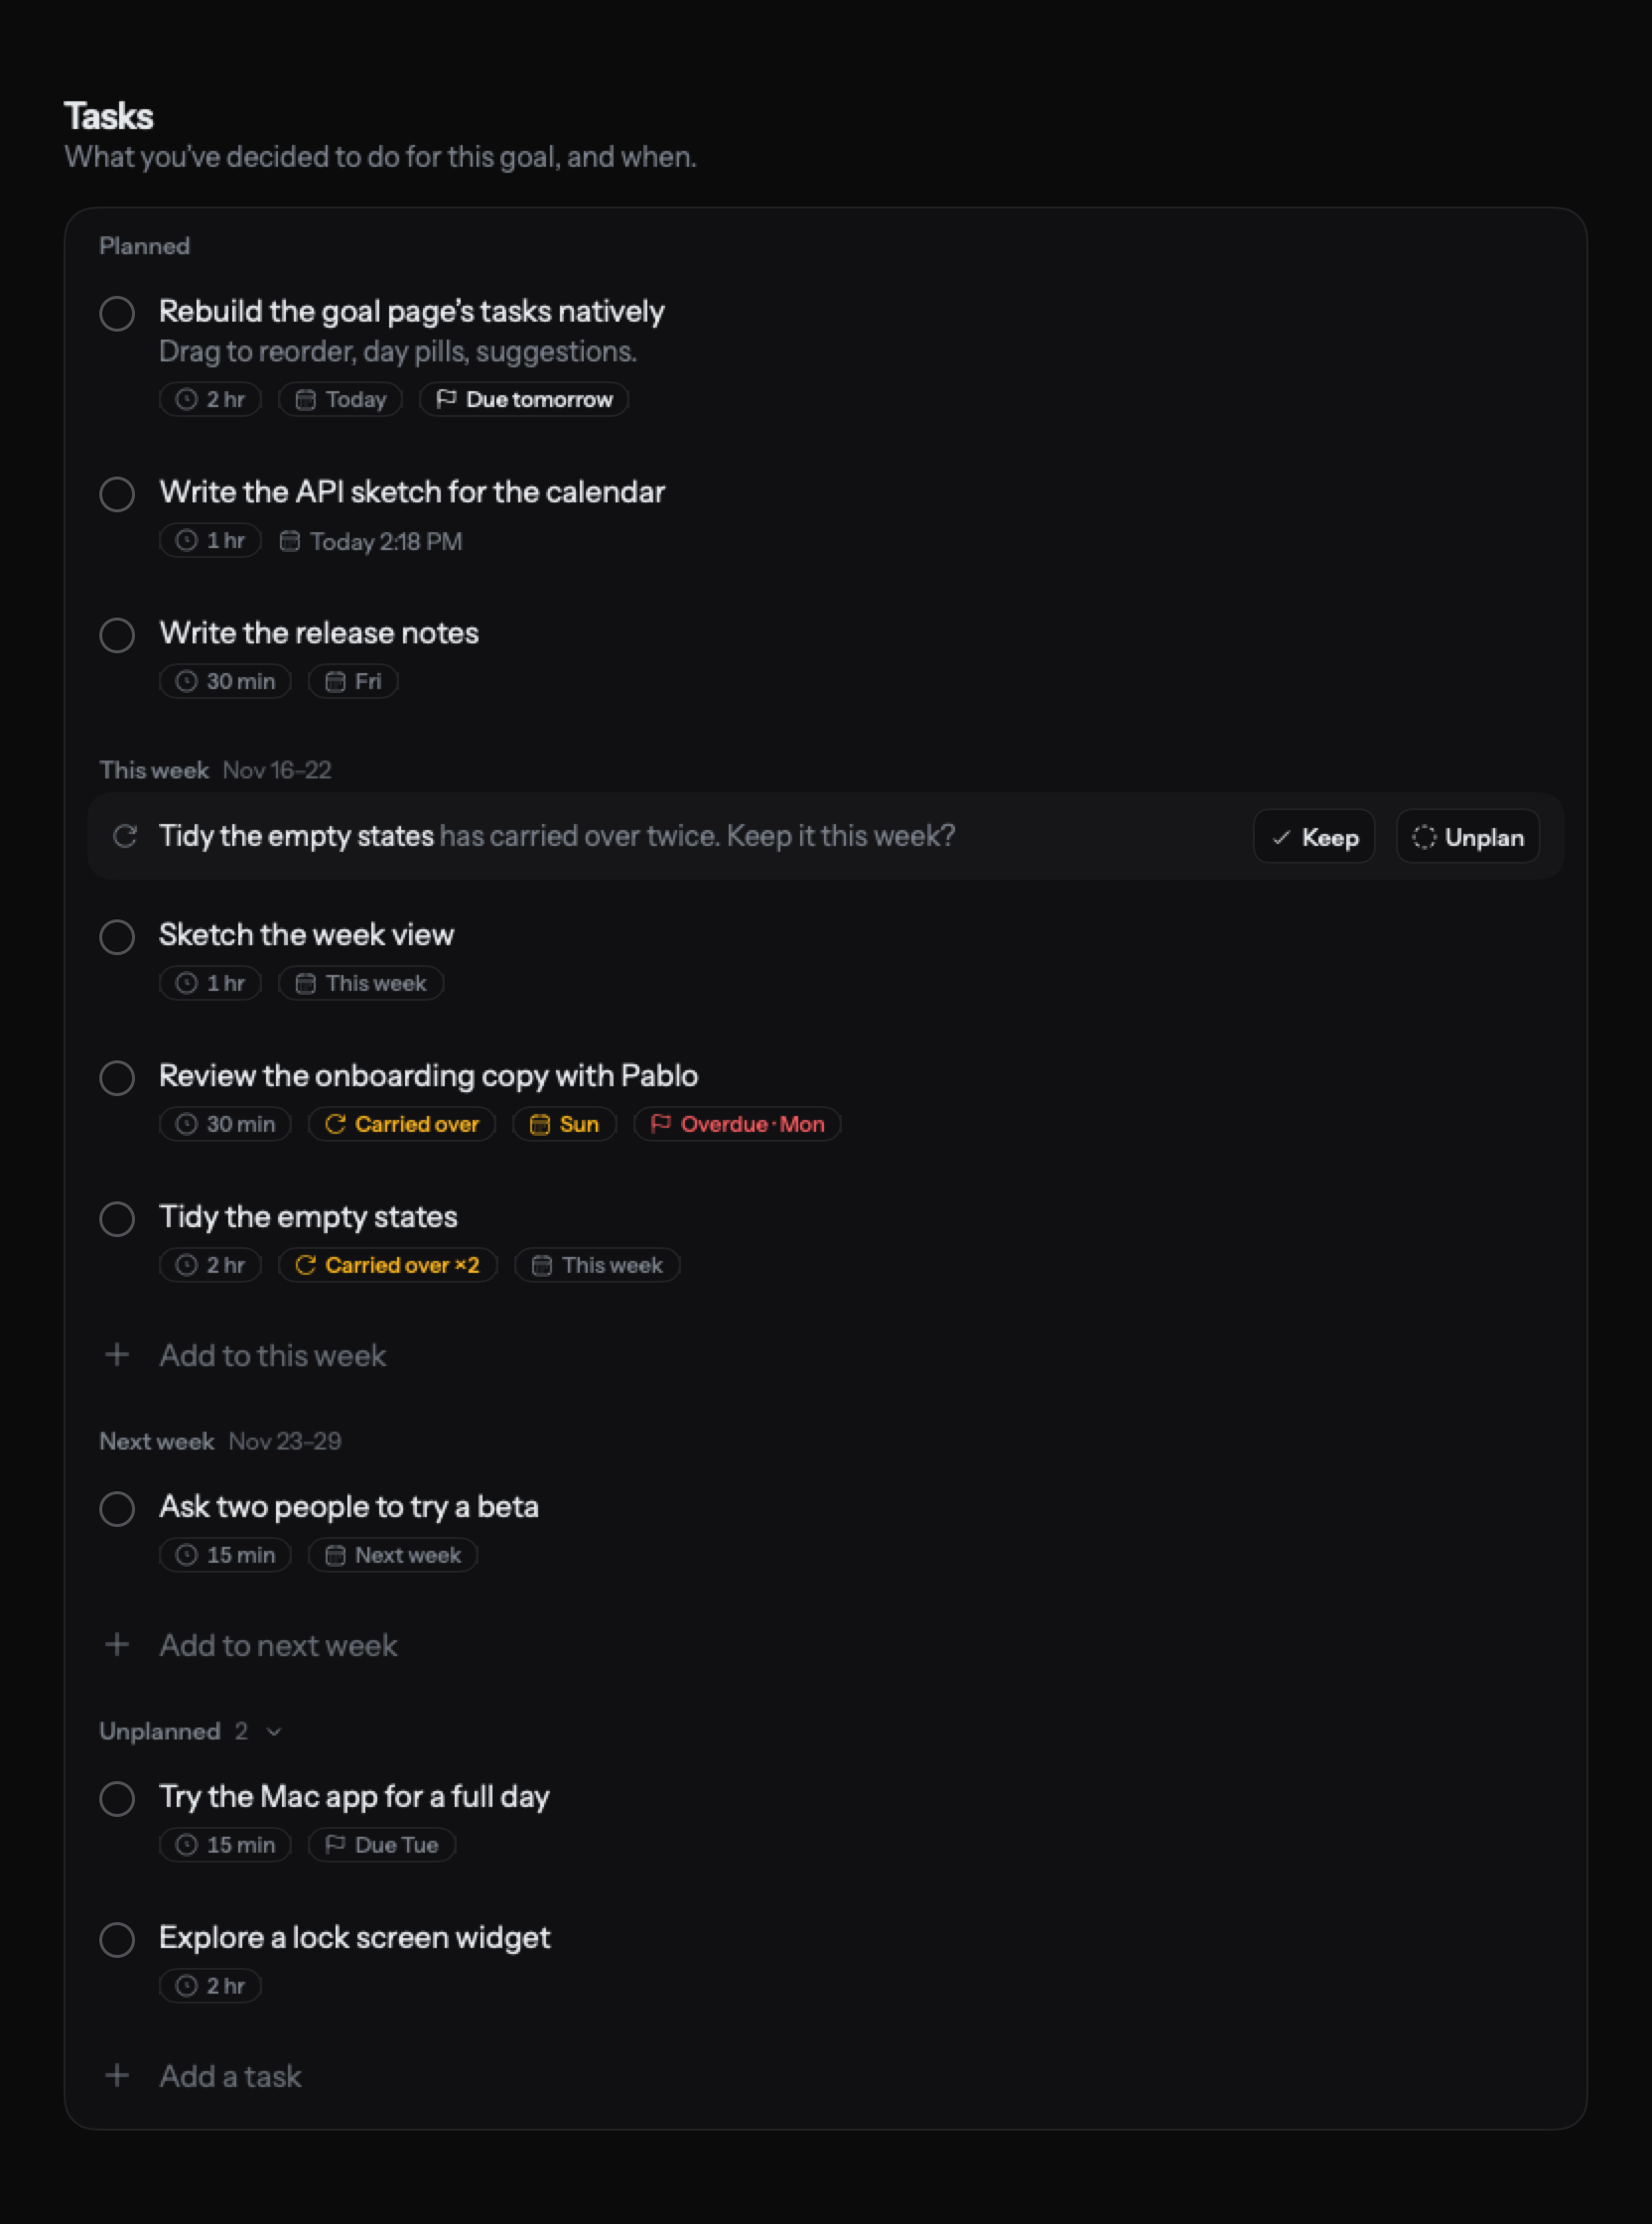 Tasks
What you’ve decided to do for this goal, and when.
Planned
Rebuild the goal page’s tasks natively
Drag to reorder, day pills, suggestions.
2 hr Today Due tomorrow
Write the API sketch for the calendar
1 hr Today 2:18 PM
Write the release notes
30 min Fri
This week Nov 16–22
Tidy the empty states has carried over twice. Keep it this week? Keep Unplan
Sketch the week view
1 hr This week
Review the onboarding copy with Pablo
30 min Carried over Sun Overdue · Mon
Tidy the empty states
2 hr Carried over ×2 This week
Add to this week
Next week Nov 23–29
Ask two people to try a beta
15 min Next week
Add to next week
Unplanned 2
Try the Mac app for a full day
15 min Due Tue
Explore a lock screen widget
2 hr
Add a task